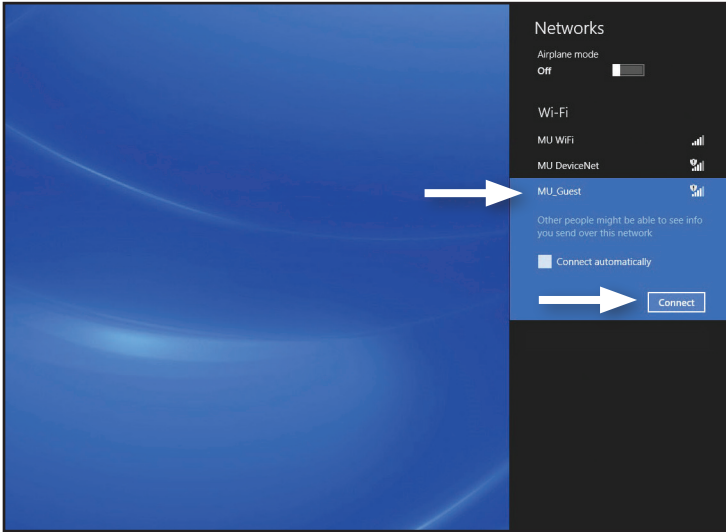 Networks
Airplane mode
Off
Wi-Fi
MU WiFi
MU DeviceNet
MU_Guest
Other people might be able to see info
you send over this network
Connect automatically
Connect